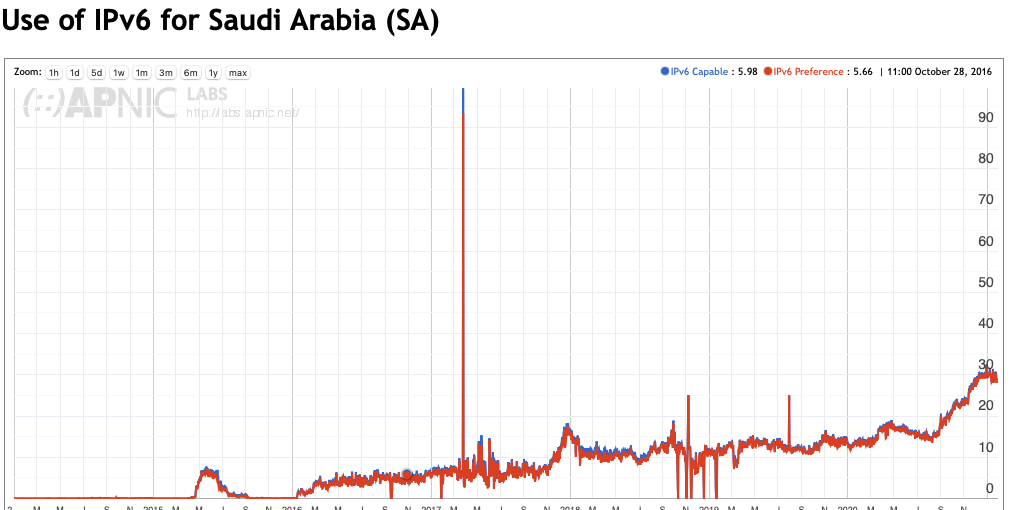 Use of IPv6 for Saudi Arabia (SA)
Zoom: 1h 1d 5d 1w 1m 3m 6m 1y max
IPv6 Capable : 5.98 IPv6 Preference : 5.66 | 11:00 October 28, 2016
(::)APNIC LABS
http://labs.apnic.net/
90
80
70
60
50
40
30
20
10
0
M M J S N 2015 M M J S N 2016 M M J S N 2017 M M J S N 2018 M M J S N 2019 M M J S N 2020 M M J S N